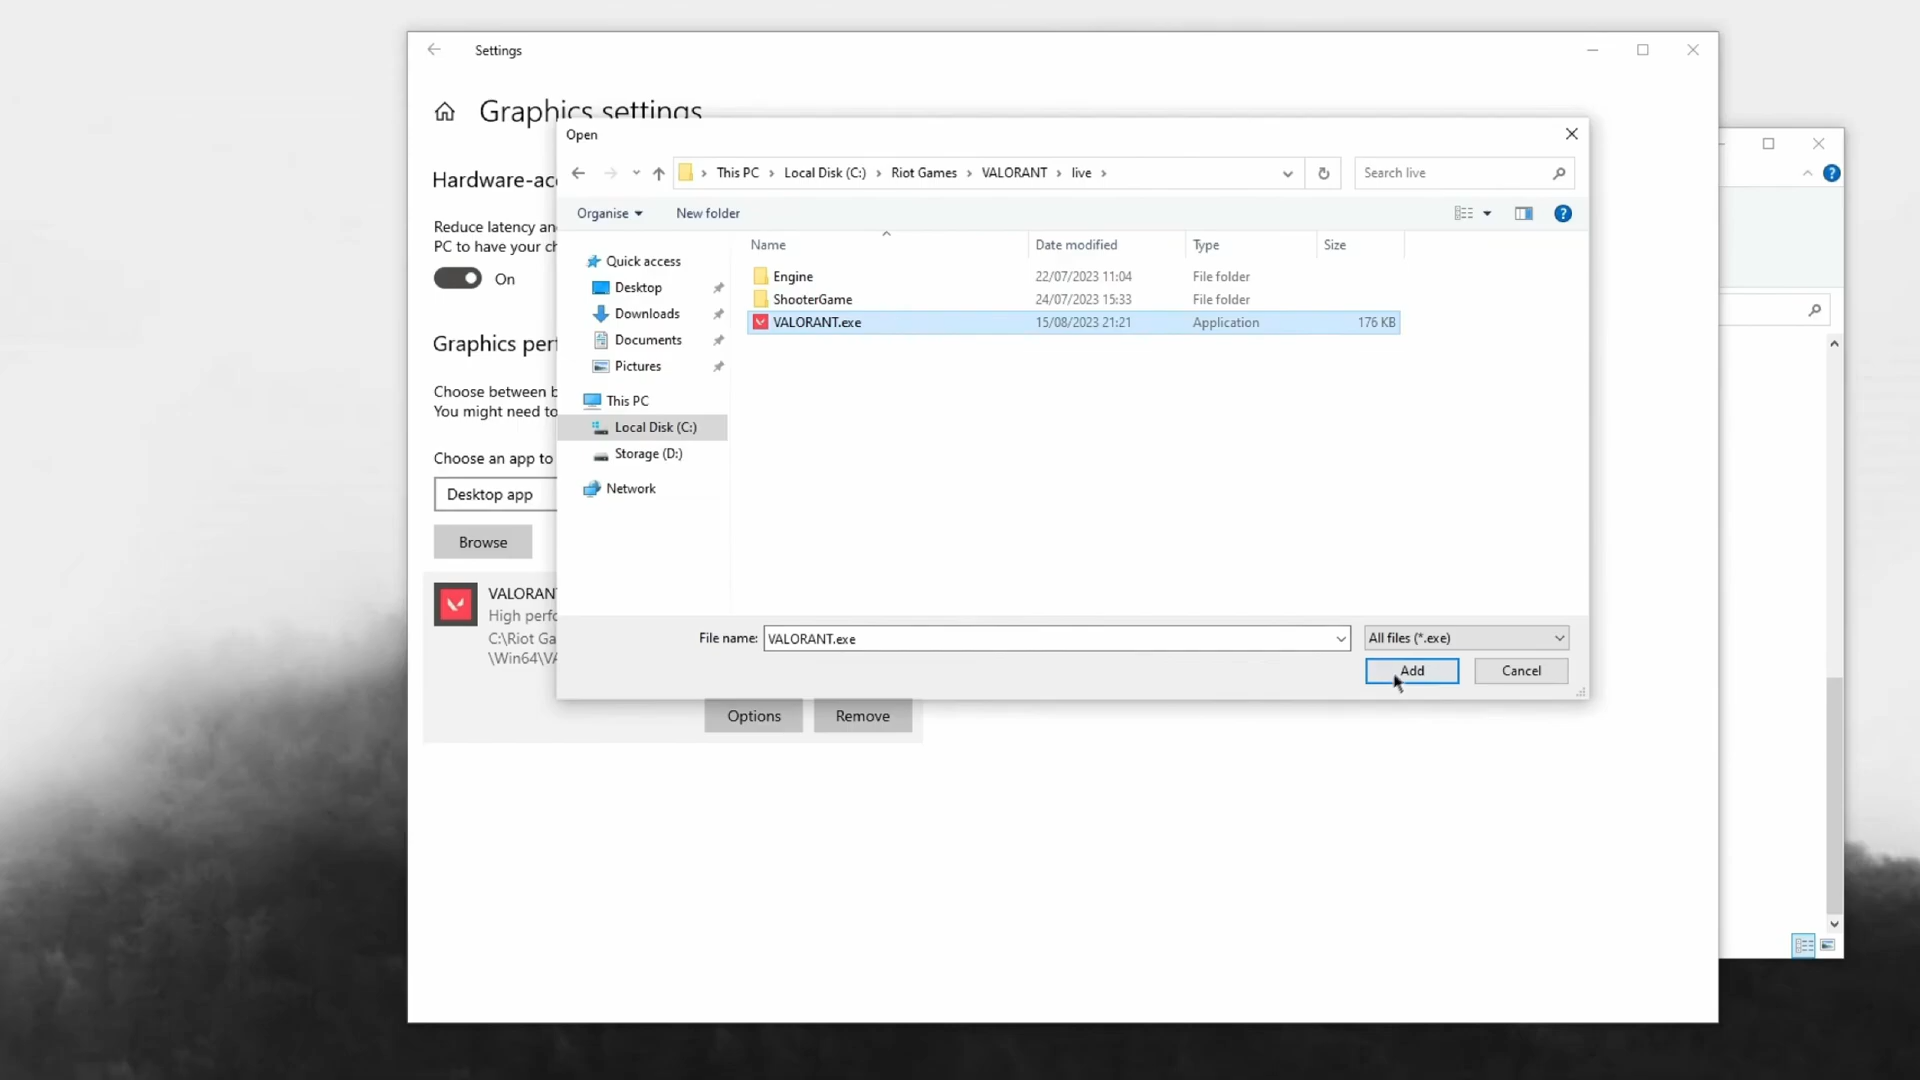 Settings
Graphics settings
Hardware-acc
Reduce latency an
PC to have your ch
On
Graphics perf
Choose between b
You might need to
Choose an app to
Desktop app
Browse
VALORANT
High perfo
C:\Riot Ga
\Win64\VA
Options
Remove
Open
This PC
Local Disk (C:)
Riot Games
VALORANT
live
Search live
Organise
New folder
Name
Date modified
Type
Size
Quick access
Desktop
Downloads
Documents
Pictures
This PC
Local Disk (C:)
Storage (D:)
Network
Engine 22/07/2023 11:04 File folder
ShooterGame 24/07/2023 15:33 File folder
VALORANT.exe 15/08/2023 21:21 Application 176 KB
File name: VALORANT.exe
All files (*.exe)
Add
Cancel